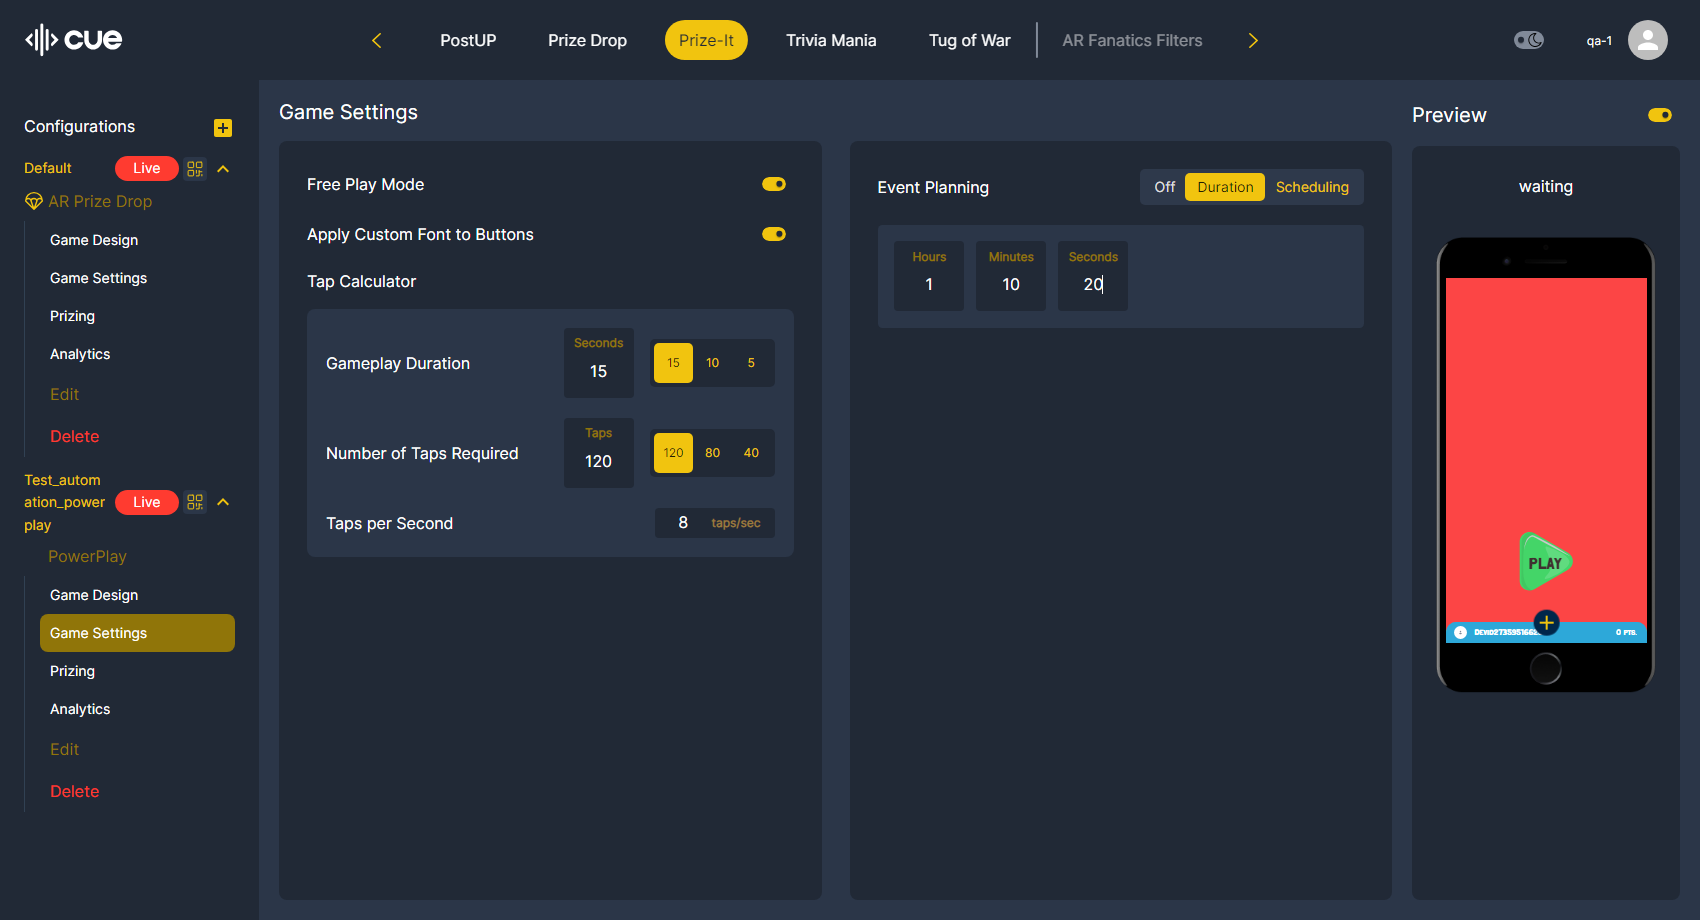 cue
PostUP
Prize Drop
Prize-It
Trivia Mania
Tug of War
AR Fanatics Filters
qa-1
Configurations
Default
Live
AR Prize Drop
Game Design
Game Settings
Prizing
Analytics
Edit
Delete
Test_autom
ation_power
play
Live
PowerPlay
Game Design
Game Settings
Prizing
Analytics
Edit
Delete
Game Settings
Free Play Mode
Apply Custom Font to Buttons
Tap Calculator
Gameplay Duration
Seconds
15
15 10 5
Number of Taps Required
Taps
120
120 80 40
Taps per Second
8 taps/sec
Event Planning
Off Duration Scheduling
Hours
1
Minutes
10
Seconds
20
Preview
waiting
PLAY
0 PTS.